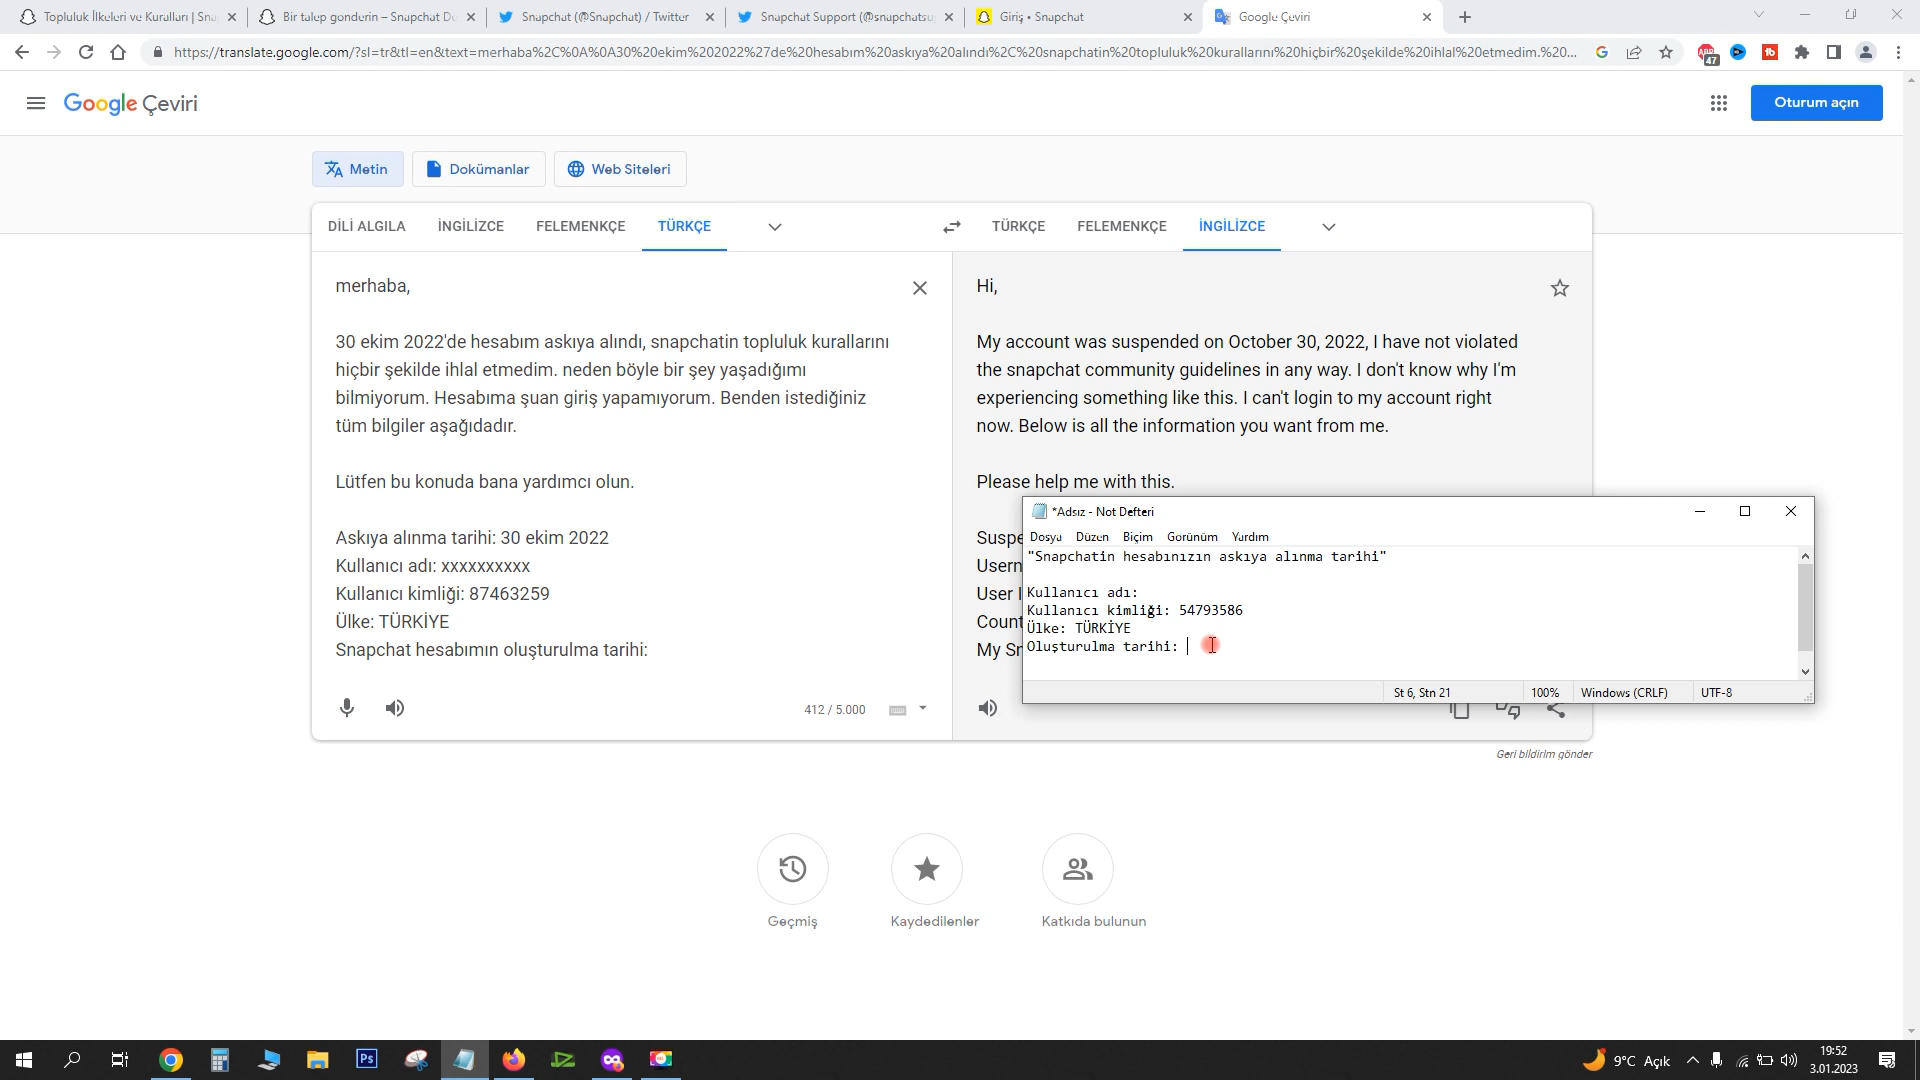 Topluluk İlkeleri ve Kuralları | Sna
Bir talep gönderin – Snapchat D
Snapchat (@Snapchat) / Twitter
Snapchat Support (@snapchatsu
Giriş • Snapchat
Google Çeviri
https://translate.google.com/?sl=tr&tl=en&text=merhaba%2C%0A%0A30%20ekim%202022%27de%20hesabım%20askıya%20alındı%2C%20snapchatin%20topluluk%20kurallarını%20hiçbir%20şekilde%20ihlal%20etmedim.%20...
47
Google Çeviri
Oturum açın
Metin
Dokümanlar
Web Siteleri
DİLİ ALGILA
İNGİLİZCE
FELEMENKÇE
TÜRKÇE
TÜRKÇE
FELEMENKÇE
İNGİLİZCE
merhaba,
30 ekim 2022'de hesabım askıya alındı, snapchatin topluluk kurallarını
hiçbir şekilde ihlal etmedim. neden böyle bir şey yaşadığımı
bilmiyorum. Hesabıma şuan giriş yapamıyorum. Benden istediğiniz
tüm bilgiler aşağıdadır.
Lütfen bu konuda bana yardımcı olun.
Askıya alınma tarihi: 30 ekim 2022
Kullanıcı adı: xxxxxxxxxx
Kullanıcı kimliği: 87463259
Ülke: TÜRKİYE
Snapchat hesabımın oluşturulma tarihi:
412 / 5.000
Hi,
My account was suspended on October 30, 2022, I have not violated
the snapchat community guidelines in any way. I don't know why I'm
experiencing something like this. I can't login to my account right
now. Below is all the information you want from me.
Please help me with this.
Suspe
Usern
User I
Count
My Sn
*Adsız - Not Defteri
Dosya Düzen Biçim Görünüm Yardım
"Snapchatin hesabınızın askıya alınma tarihi"
Kullanıcı adı:
Kullanıcı kimliği: 54793586
Ülke: TÜRKİYE
Oluşturulma tarihi:
St 6, Stn 21
100%
Windows (CRLF)
UTF-8
Geri bildirim gönder
Geçmiş
Kaydedilenler
Katkıda bulunun
Ps
9°C Açık
19:52
3.01.2023